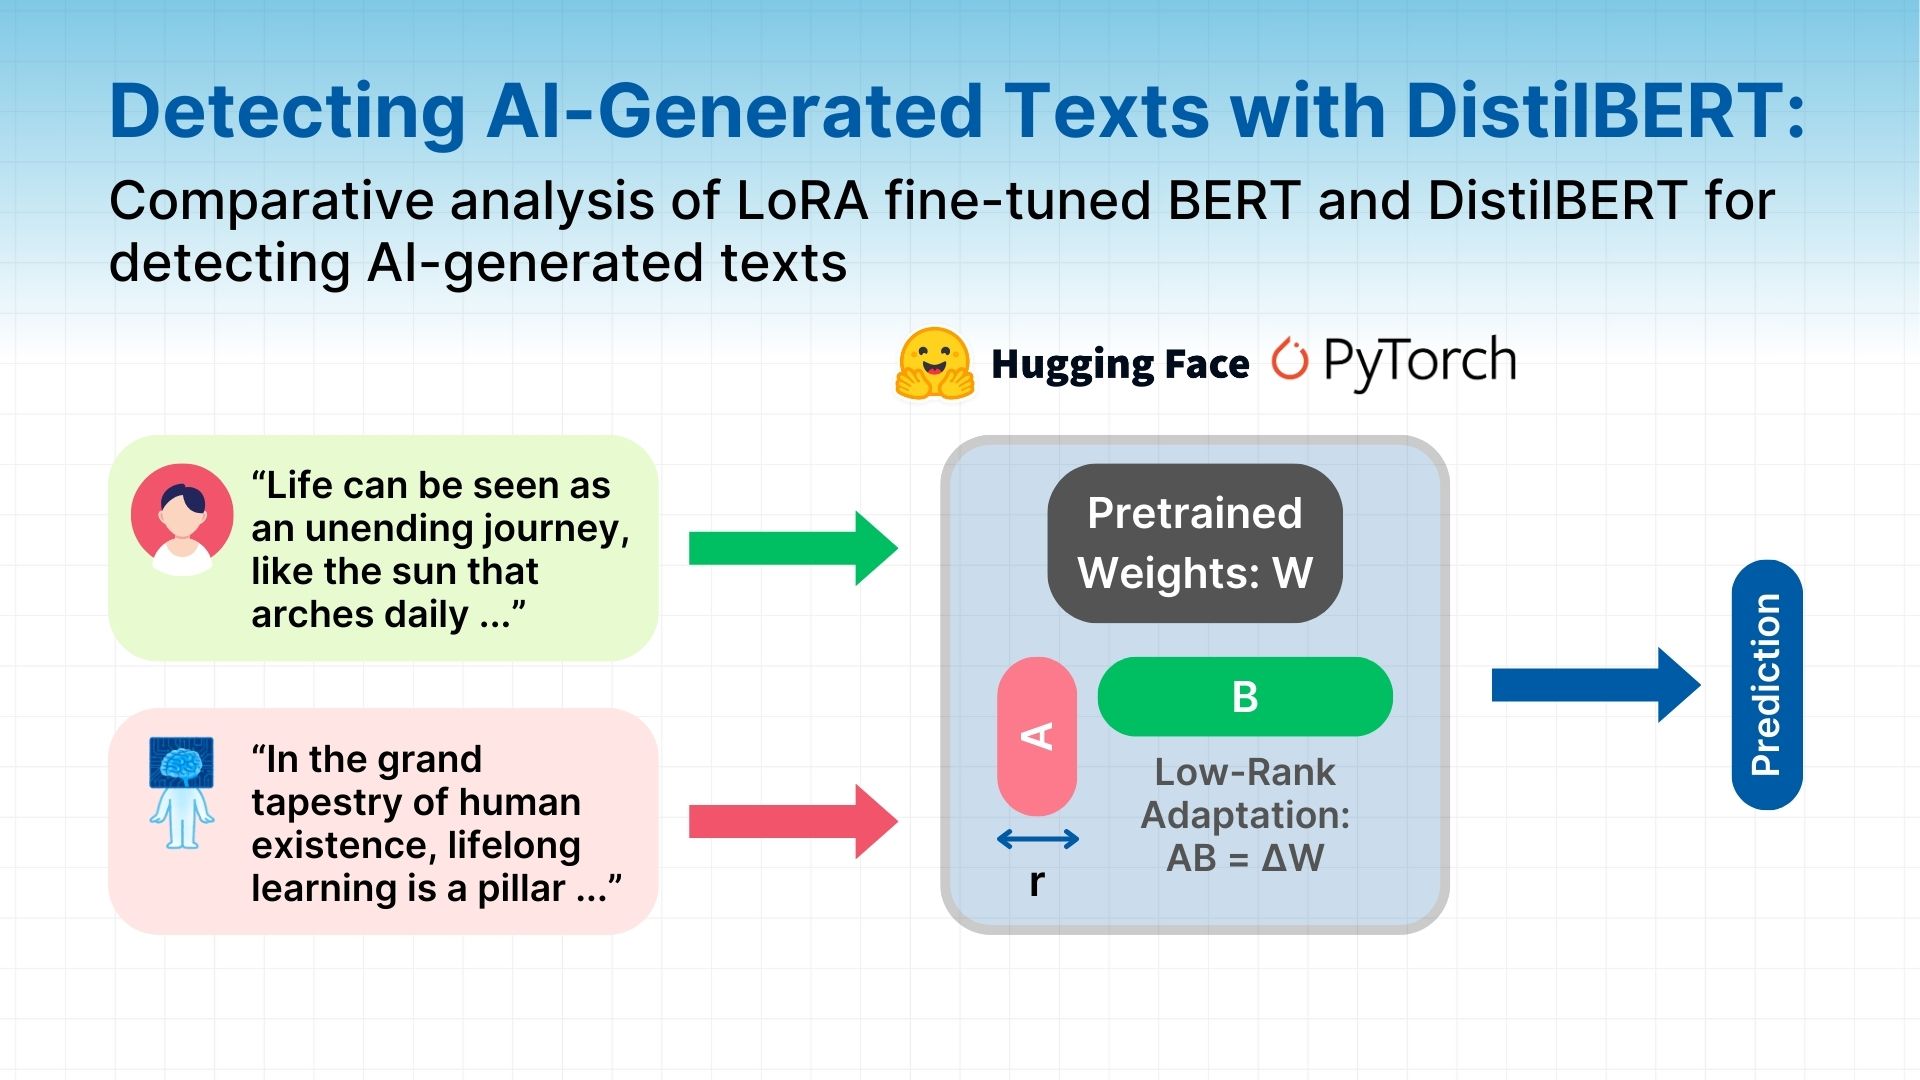 Detecting AI-Generated Texts with DistilBERT:
Comparative analysis of LoRA fine-tuned BERT and DistilBERT for
detecting AI-generated texts
Hugging Face
PyTorch
“Life can be seen as
an unending journey,
like the sun that
arches daily ...”
“In the grand
tapestry of human
existence, lifelong
learning is a pillar ...”
Pretrained
Weights: W
A
B
Low-Rank
Adaptation:
AB = ΔW
r
Prediction